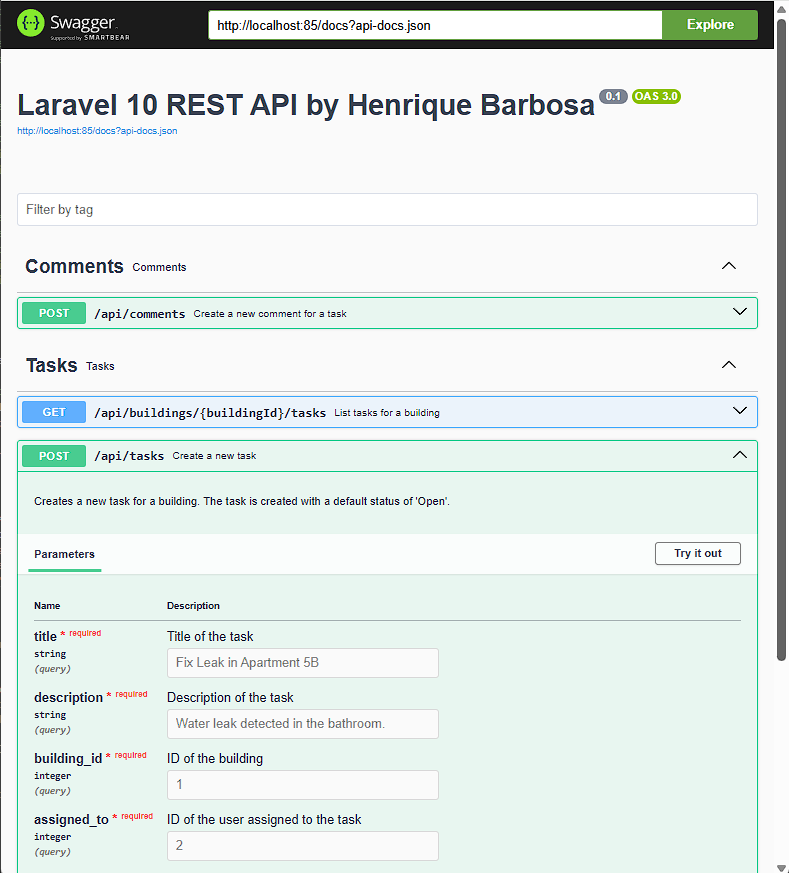 Swagger
Supported by SMARTBEAR
http://localhost:85/docs?api-docs.json
Explore
Laravel 10 REST API by Henrique Barbosa 0.1 OAS 3.0
http://localhost:85/docs?api-docs.json
Filter by tag
Comments Comments
POST /api/comments Create a new comment for a task
Tasks Tasks
GET /api/buildings/{buildingId}/tasks List tasks for a building
POST /api/tasks Create a new task
Creates a new task for a building. The task is created with a default status of 'Open'.
Parameters Try it out
Name Description
title * required Title of the task
string
Fix Leak in Apartment 5B
(query)
description * required Description of the task
string
Water leak detected in the bathroom.
(query)
building_id * required ID of the building
integer
1
(query)
assigned_to * required ID of the user assigned to the task
integer
2
(query)